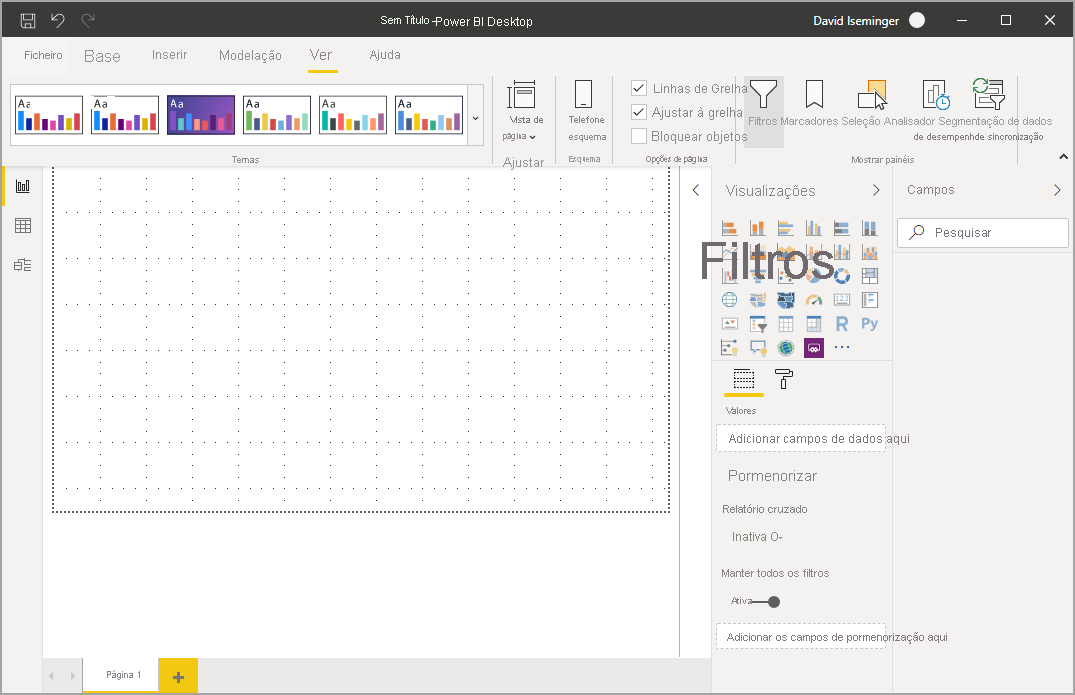 Sem Título -Power BI Desktop
David Iseminger
Ficheiro Base Inserir Modelação Ver Ajuda
Aa Aa Aa Aa Aa Aa
Temas
Vista de
página
Ajustar
Telefone
esquema
Esquema
Linhas de Grelha
Ajustar à grelha
Bloquear objetos
Opções de página
Filtros Marcadores Seleção Analisador Segmentação de dados
de desempenhde sincronização
Mostrar painéis
Visualizações
Campos
Pesquisar
Filtros
123
R Py
Valores
Adicionar campos de dados aqui
Pormenorizar
Relatório cruzado
Inativa O-
Manter todos os filtros
Ativa
Adicionar os campos de pormenorização aqui
Página 1